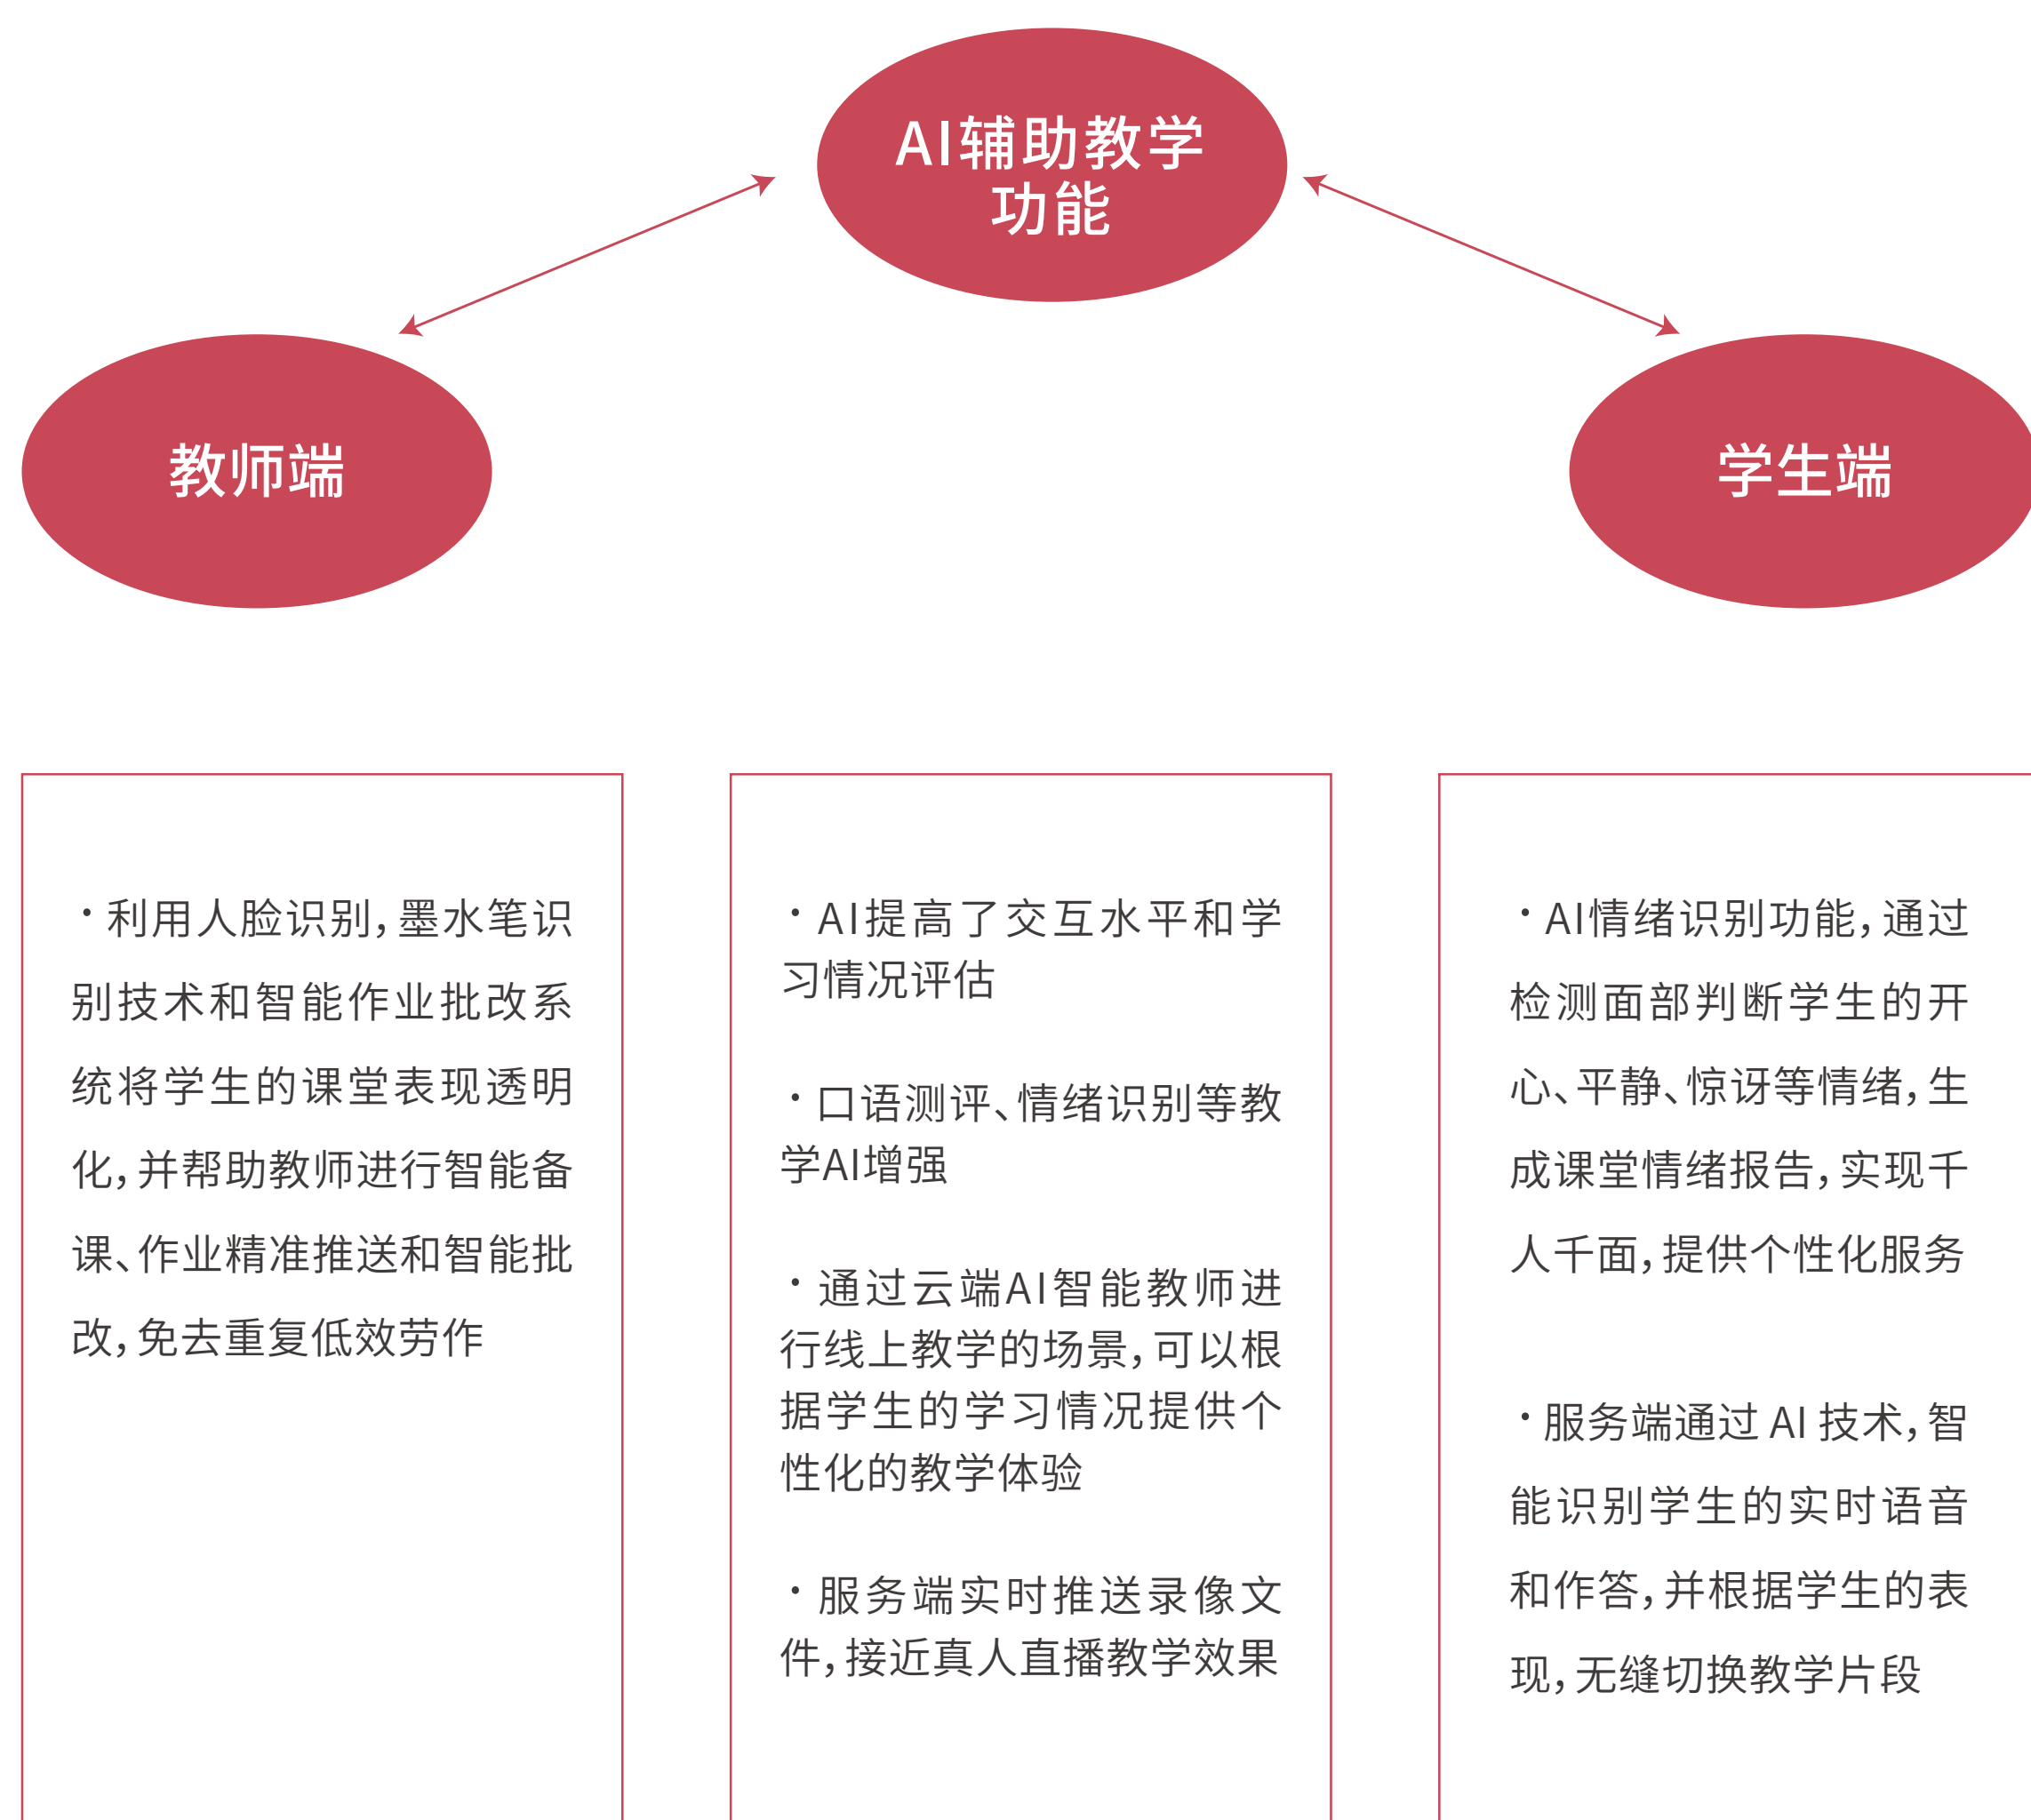 AI辅助教学
功能
教师端
学生端
·利用人脸识别，墨水笔识
别技术和智能作业批改系
统将学生的课堂表现透明
化，并帮助教师进行智能备
课、作业精准推送和智能批
改，免去重复低效劳作
·AI提高了交互水平和学
习情况评估
·口语测评、情绪识别等教
学AI增强
·通过云端AI智能教师进
行线上教学的场景，可以根
据学生的学习情况提供个
性化的教学体验
·服务端实时推送录像文
件，接近真人直播教学效果
·AI情绪识别功能，通过
检测面部判断学生的开
心、平静、惊讶等情绪，生
成课堂情绪报告，实现千
人千面，提供个性化服务
·服务端通过 AI 技术，智
能识别学生的实时语音
和作答，并根据学生的表
现，无缝切换教学片段